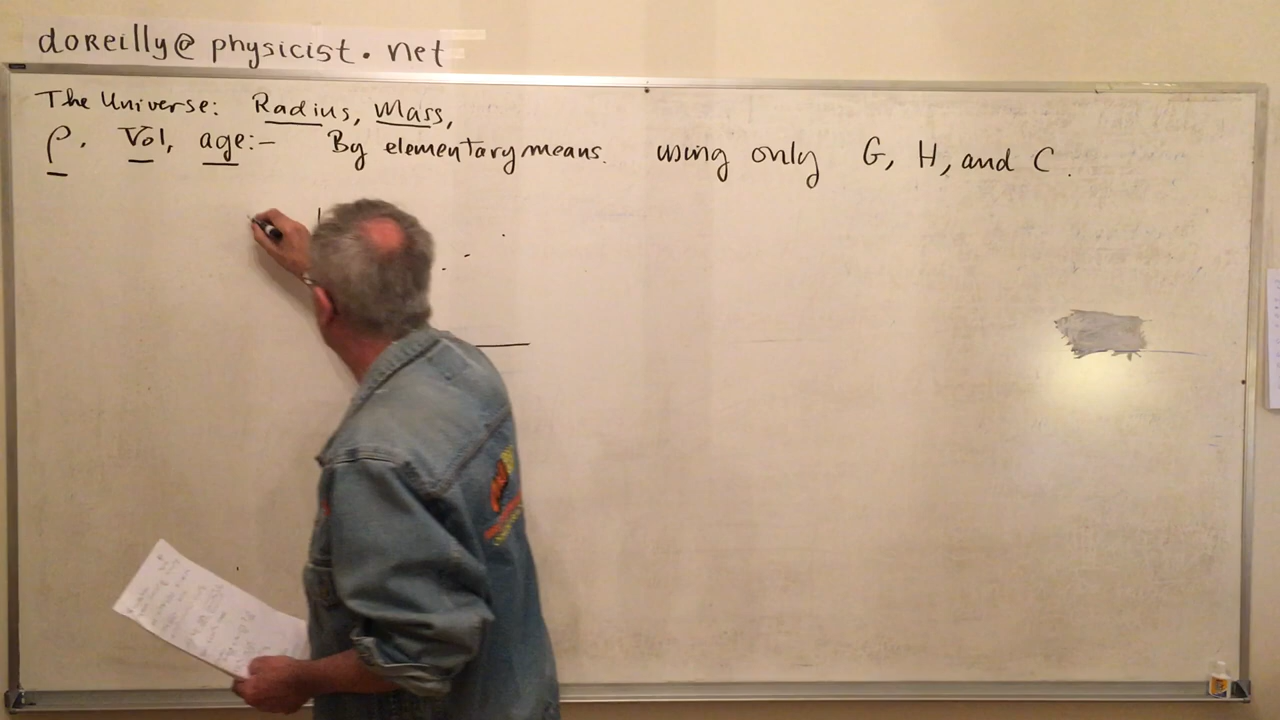 doReilly@physicist.net
The Universe: Radius, Mass,
ρ. Vol, age:- By elementary means. using only G, H, and C.